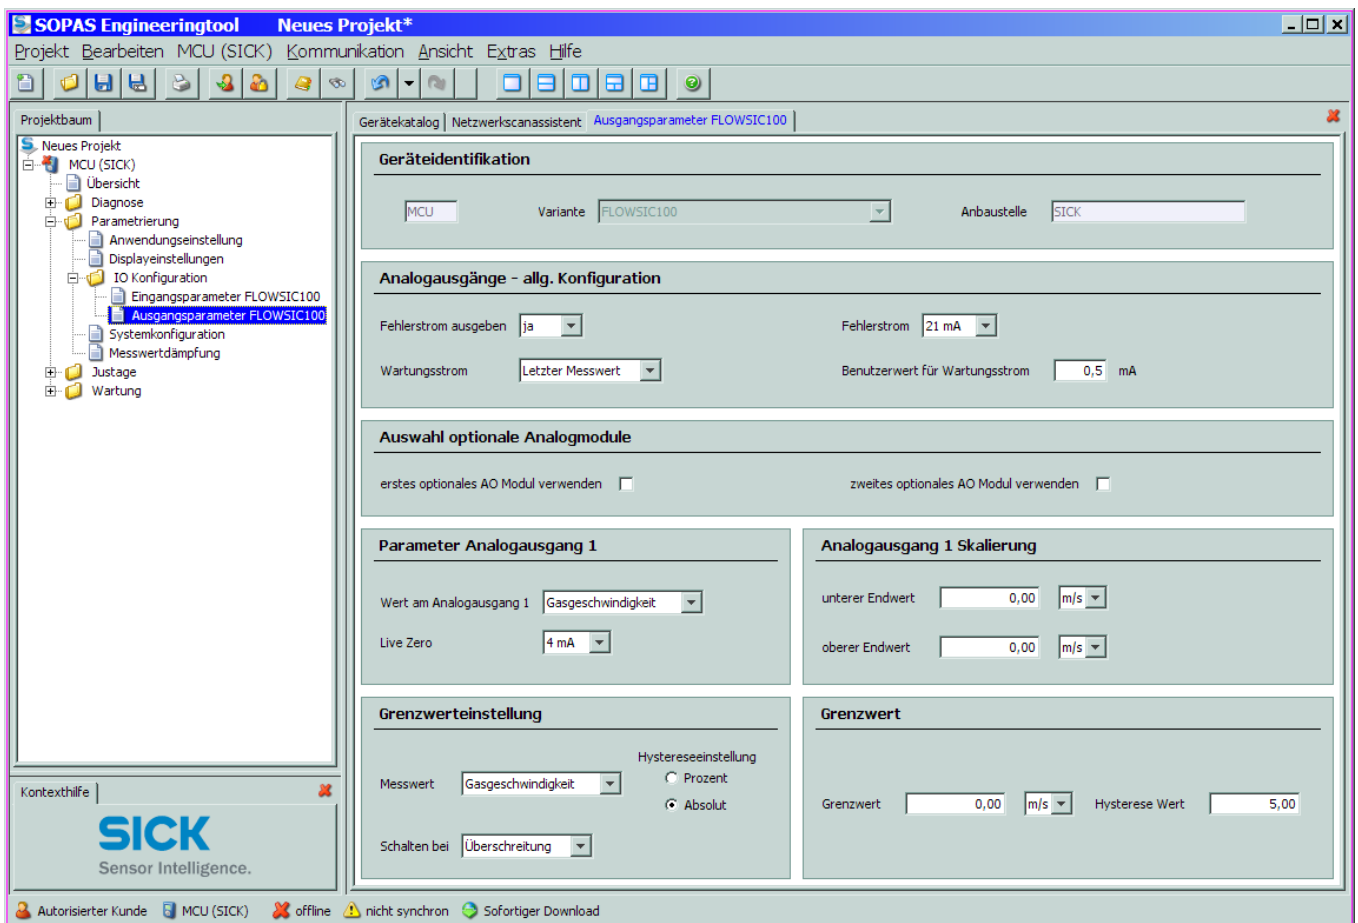 SOPAS Engineeringtool Neues Projekt*
Projekt Bearbeiten MCU (SICK) Kommunikation Ansicht Extras Hilfe
Projektbaum
Neues Projekt
MCU (SICK)
Übersicht
Diagnose
Parametrierung
Anwendungseinstellung
Displayeinstellungen
IO Konfiguration
Eingangsparameter FLOWSIC100
Ausgangsparameter FLOWSIC100
Systemkonfiguration
Messwertdämpfung
Justage
Wartung
Kontexthilfe
SICK
Sensor Intelligence.
Gerätekatalog Netzwerkscanassistent Ausgangsparameter FLOWSIC100
Geräteidentifikation
MCU Variante FLOWSIC100 Anbaustelle SICK
Analogausgänge - allg. Konfiguration
Fehlerstrom ausgeben ja Fehlerstrom 21 mA
Wartungsstrom Letzter Messwert Benutzerwert für Wartungsstrom 0,5 mA
Auswahl optionale Analogmodule
erstes optionales AO Modul verwenden zweites optionales AO Modul verwenden
Parameter Analogausgang 1
Wert am Analogausgang 1 Gasgeschwindigkeit
Live Zero 4 mA
Analogausgang 1 Skalierung
unterer Endwert 0,00 m/s
oberer Endwert 0,00 m/s
Grenzwerteinstellung
Hystereseeinstellung
Messwert Gasgeschwindigkeit Prozent
Absolut
Schalten bei Überschreitung
Grenzwert
Grenzwert 0,00 m/s Hysterese Wert 5,00
Autorisierter Kunde MCU (SICK) offline nicht synchron Sofortiger Download